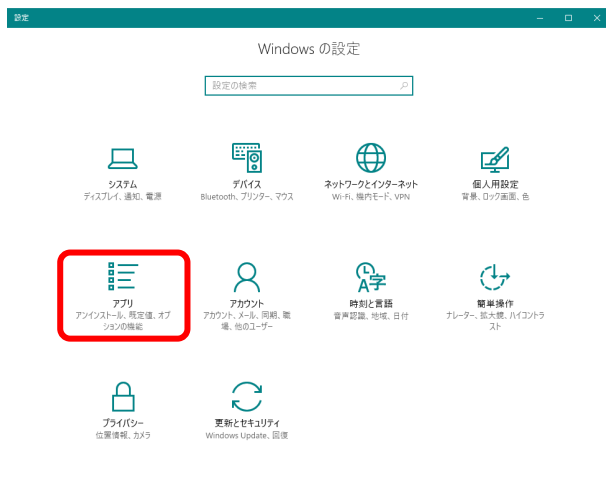 設定
Windows の設定
設定の検索
システム
ディスプレイ、通知、電源
デバイス
Bluetooth、プリンター、マウス
ネットワークとインターネット
Wi-Fi、機内モード、VPN
個人用設定
背景、ロック画面、色
アプリ
アンインストール、既定値、オプ
ションの機能
アカウント
アカウント、メール、同期、職
場、他のユーザー
時刻と言語
音声認識、地域、日付
簡単操作
ナレーター、拡大鏡、ハイコントラ
スト
プライバシー
位置情報、カメラ
更新とセキュリティ
Windows Update、回復